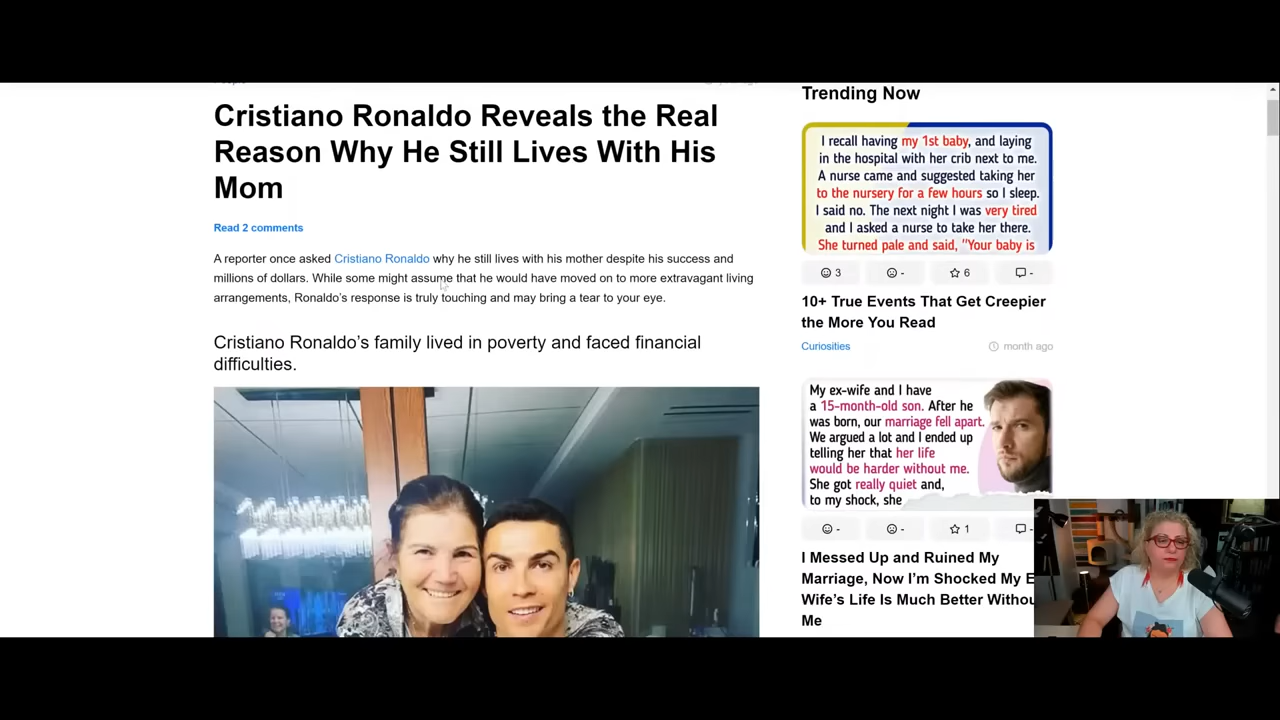 Cristiano Ronaldo Reveals the Real
Reason Why He Still Lives With His
Mom
Read 2 comments
A reporter once asked Cristiano Ronaldo why he still lives with his mother despite his success and
millions of dollars. While some might assume that he would have moved on to more extravagant living
arrangements, Ronaldo's response is truly touching and may bring a tear to your eye.
Cristiano Ronaldo's family lived in poverty and faced financial
difficulties.
Trending Now
I recall having my 1st baby, and laying
in the hospital with her crib next to me.
A nurse came and suggested taking her
to the nursery for a few hours so I sleep.
I said no. The next night I was very tired
and I asked a nurse to take her there.
She turned pale and said, "Your baby is
3 - 6 -
10+ True Events That Get Creepier
the More You Read
Curiosities month ago
My ex-wife and I have
a 15-month-old son. After he
was born, our marriage fell apart.
We argued a lot and I ended up
telling her that her life
would be harder without me.
She got really quiet and,
to my shock, she
- - 1 -
I Messed Up and Ruined My
Marriage, Now I'm Shocked My E
Wife's Life Is Much Better Withou
Me